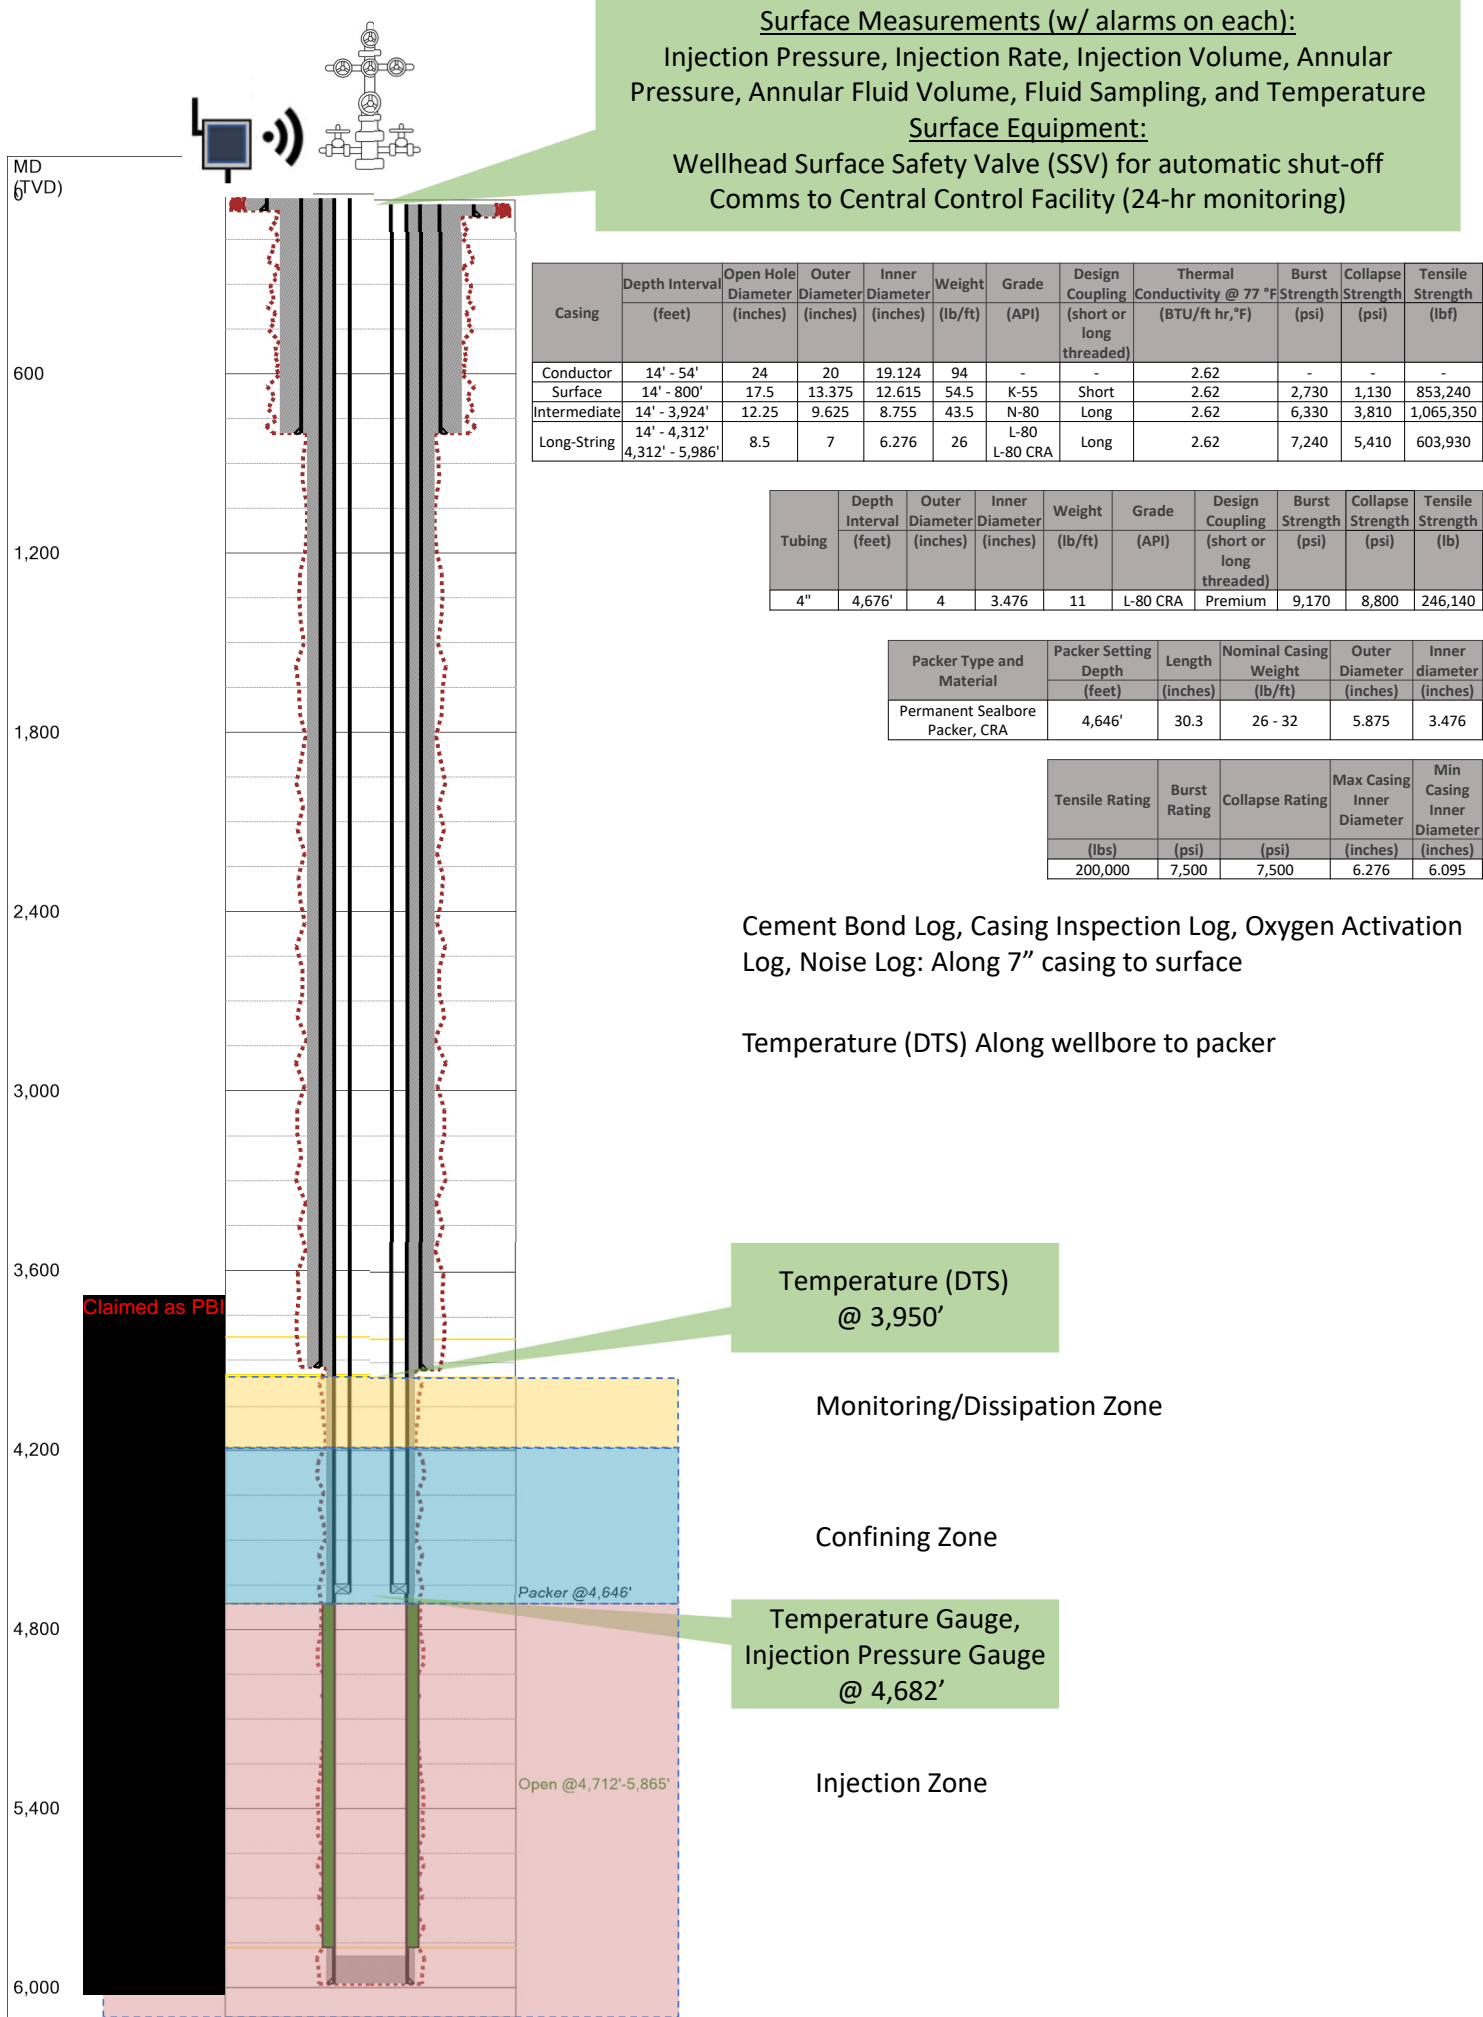 Surface Measurements (w/ alarms on each):
Injection Pressure, Injection Rate, Injection Volume, Annular
Pressure, Annular Fluid Volume, Fluid Sampling, and Temperature
Surface Equipment:
Wellhead Surface Safety Valve (SSV) for automatic shut-off
Comms to Central Control Facility (24-hr monitoring)
MD
(TVD)
0
600
1,200
1,800
2,400
3,000
3,600
4,200
4,800
5,400
6,000
Claimed as PBI
Casing | Depth Interval | Open Hole Diameter | Outer Diameter | Inner Diameter | Weight | Grade | Design Coupling | Thermal Conductivity @ 77 °F | Burst Strength | Collapse Strength | Tensile Strength
(feet) | (inches) | (inches) | (inches) | (lb/ft) | (API) | (short or long threaded) | (BTU/ft hr,°F) | (psi) | (psi) | (lbf)
Conductor | 14' - 54' | 24 | 20 | 19.124 | 94 | - | - | 2.62 | - | - | -
Surface | 14' - 800' | 17.5 | 13.375 | 12.615 | 54.5 | K-55 | Short | 2.62 | 2,730 | 1,130 | 853,240
Intermediate | 14' - 3,924' | 12.25 | 9.625 | 8.755 | 43.5 | N-80 | Long | 2.62 | 6,330 | 3,810 | 1,065,350
Long-String | 14' - 4,312' 4,312' - 5,986' | 8.5 | 7 | 6.276 | 26 | L-80 L-80 CRA | Long | 2.62 | 7,240 | 5,410 | 603,930
Tubing | Depth Interval | Outer Diameter | Inner Diameter | Weight | Grade | Design Coupling | Burst Strength | Collapse Strength | Tensile Strength
(feet) | (inches) | (inches) | (lb/ft) | (API) | (short or long threaded) | (psi) | (psi) | (lb)
4" | 4,676' | 4 | 3.476 | 11 | L-80 CRA | Premium | 9,170 | 8,800 | 246,140
Packer Type and Material | Packer Setting Depth | Length | Nominal Casing Weight | Outer Diameter | Inner diameter
(feet) | (inches) | (lb/ft) | (inches) | (inches)
Permanent Sealbore Packer, CRA | 4,646' | 30.3 | 26 - 32 | 5.875 | 3.476
Tensile Rating | Burst Rating | Collapse Rating | Max Casing Inner Diameter | Min Casing Inner Diameter
(lbs) | (psi) | (psi) | (inches) | (inches)
200,000 | 7,500 | 7,500 | 6.276 | 6.095
Cement Bond Log, Casing Inspection Log, Oxygen Activation
Log, Noise Log: Along 7” casing to surface
Temperature (DTS) Along wellbore to packer
Temperature (DTS)
@ 3,950’
Monitoring/Dissipation Zone
Confining Zone
Packer @4,646'
Temperature Gauge,
Injection Pressure Gauge
@ 4,682’
Open @4,712'-5,865'
Injection Zone